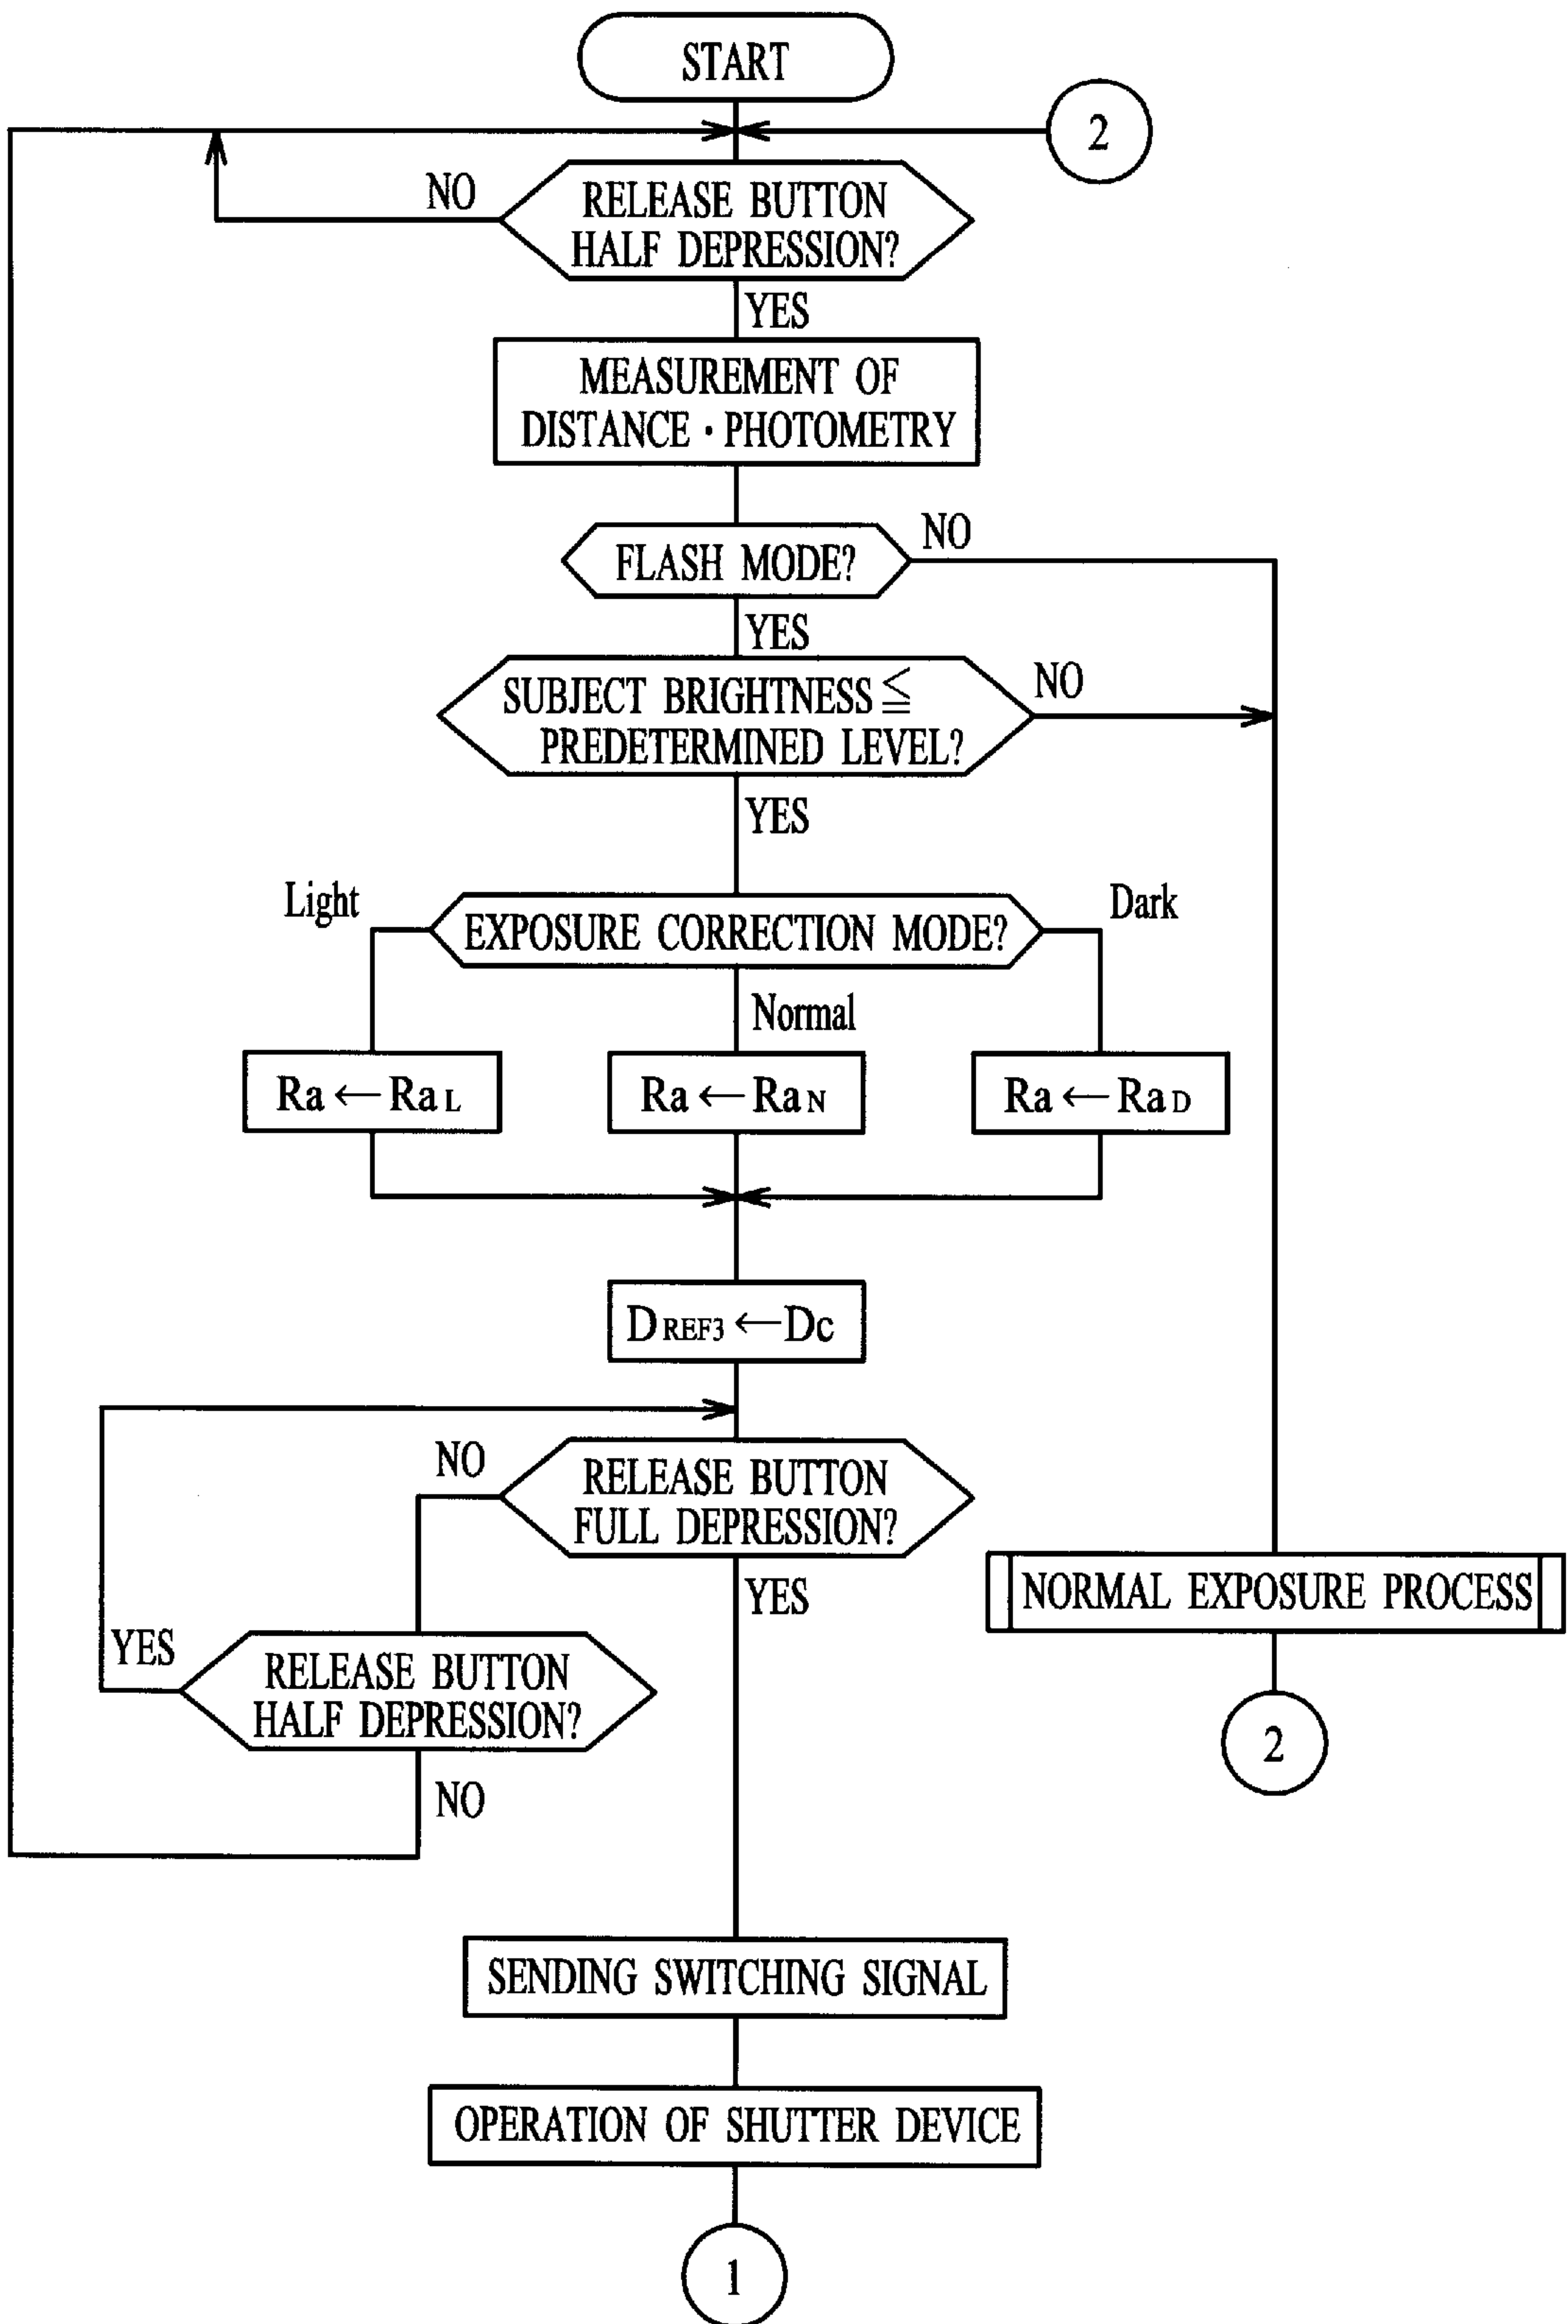 START
2
NO
RELEASE BUTTON
HALF DEPRESSION?
YES
MEASUREMENT OF
DISTANCE · PHOTOMETRY
FLASH MODE?
NO
YES
SUBJECT BRIGHTNESS ≦
PREDETERMINED LEVEL?
NO
YES
Light
EXPOSURE CORRECTION MODE?
Dark
Normal
Ra ← RaL
Ra ← RaN
Ra ← RaD
DREF3 ← Dc
NO
RELEASE BUTTON
FULL DEPRESSION?
YES
NORMAL EXPOSURE PROCESS
YES
RELEASE BUTTON
HALF DEPRESSION?
NO
2
SENDING SWITCHING SIGNAL
OPERATION OF SHUTTER DEVICE
1